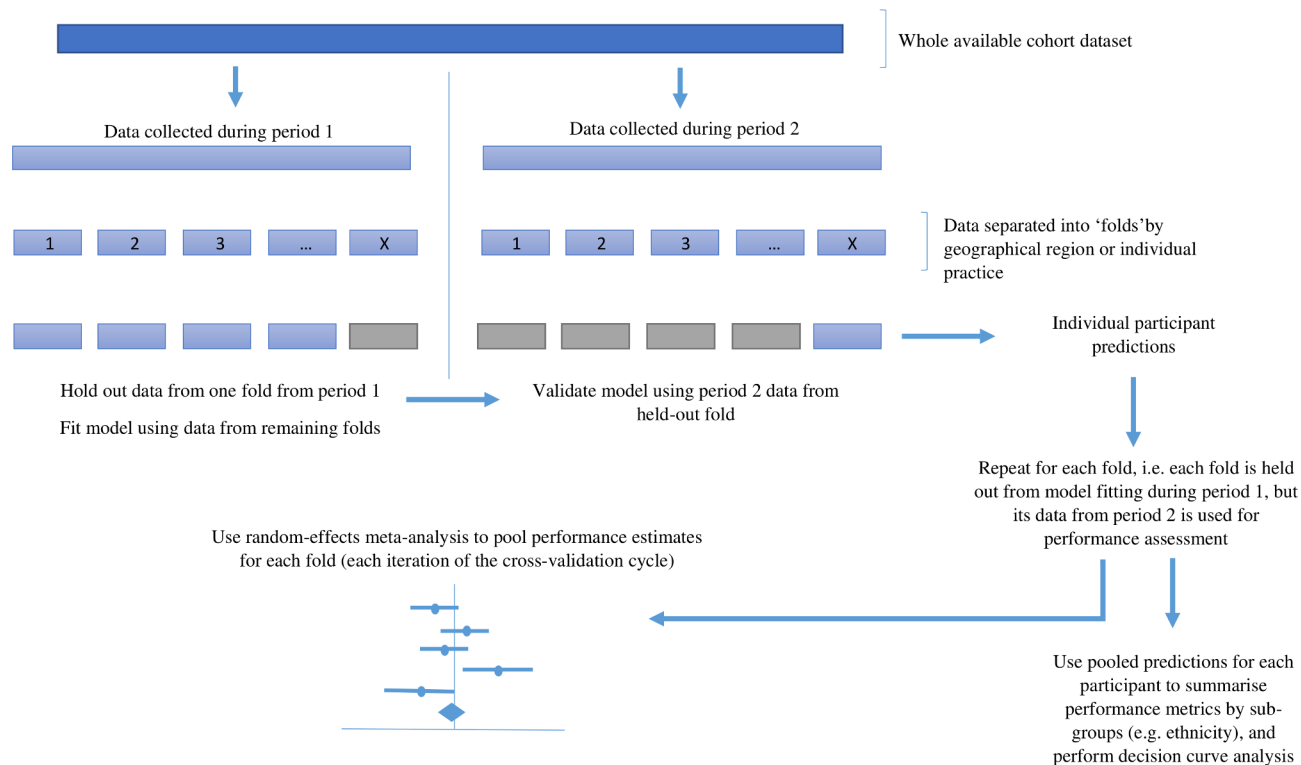 Whole available cohort dataset
Data collected during period 1
Data collected during period 2
1 2 3 ... X
1 2 3 ... X
Data separated into ‘folds’by
geographical region or individual
practice
Individual participant
predictions
Hold out data from one fold from period 1
Fit model using data from remaining folds
Validate model using period 2 data from
held-out fold
Repeat for each fold, i.e. each fold is held
out from model fitting during period 1, but
its data from period 2 is used for
performance assessment
Use random-effects meta-analysis to pool performance estimates
for each fold (each iteration of the cross-validation cycle)
Use pooled predictions for each
participant to summarise
performance metrics by sub-
groups (e.g. ethnicity), and
perform decision curve analysis